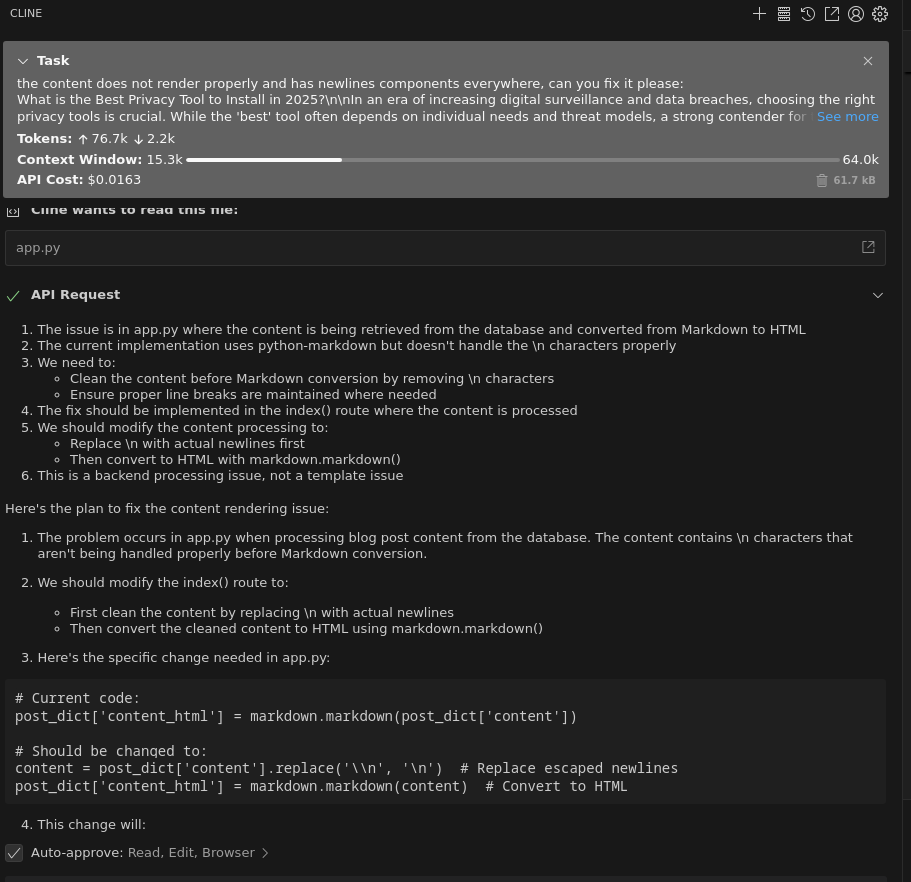 CLINE
Task
the content does not render properly and has newlines components everywhere, can you fix it please:
What is the Best Privacy Tool to Install in 2025?\n\nIn an era of increasing digital surveillance and data breaches, choosing the right
privacy tools is crucial. While the 'best' tool often depends on individual needs and threat models, a strong contender for See more
Tokens: ↑ 76.7k ↓ 2.2k
Context Window: 15.3k 64.0k
API Cost: $0.0163 61.7 kB
Cline wants to read this file:
app.py
API Request
1. The issue is in app.py where the content is being retrieved from the database and converted from Markdown to HTML
2. The current implementation uses python-markdown but doesn't handle the \n characters properly
3. We need to:
◦ Clean the content before Markdown conversion by removing \n characters
◦ Ensure proper line breaks are maintained where needed
4. The fix should be implemented in the index() route where the content is processed
5. We should modify the content processing to:
◦ Replace \n with actual newlines first
◦ Then convert to HTML with markdown.markdown()
6. This is a backend processing issue, not a template issue
Here's the plan to fix the content rendering issue:
1. The problem occurs in app.py when processing blog post content from the database. The content contains \n characters that
aren't being handled properly before Markdown conversion.
2. We should modify the index() route to:
◦ First clean the content by replacing \n with actual newlines
◦ Then convert the cleaned content to HTML using markdown.markdown()
3. Here's the specific change needed in app.py:
# Current code:
post_dict['content_html'] = markdown.markdown(post_dict['content'])
# Should be changed to:
content = post_dict['content'].replace('\\n', '\n')  # Replace escaped newlines
post_dict['content_html'] = markdown.markdown(content)  # Convert to HTML
4. This change will:
Auto-approve: Read, Edit, Browser >